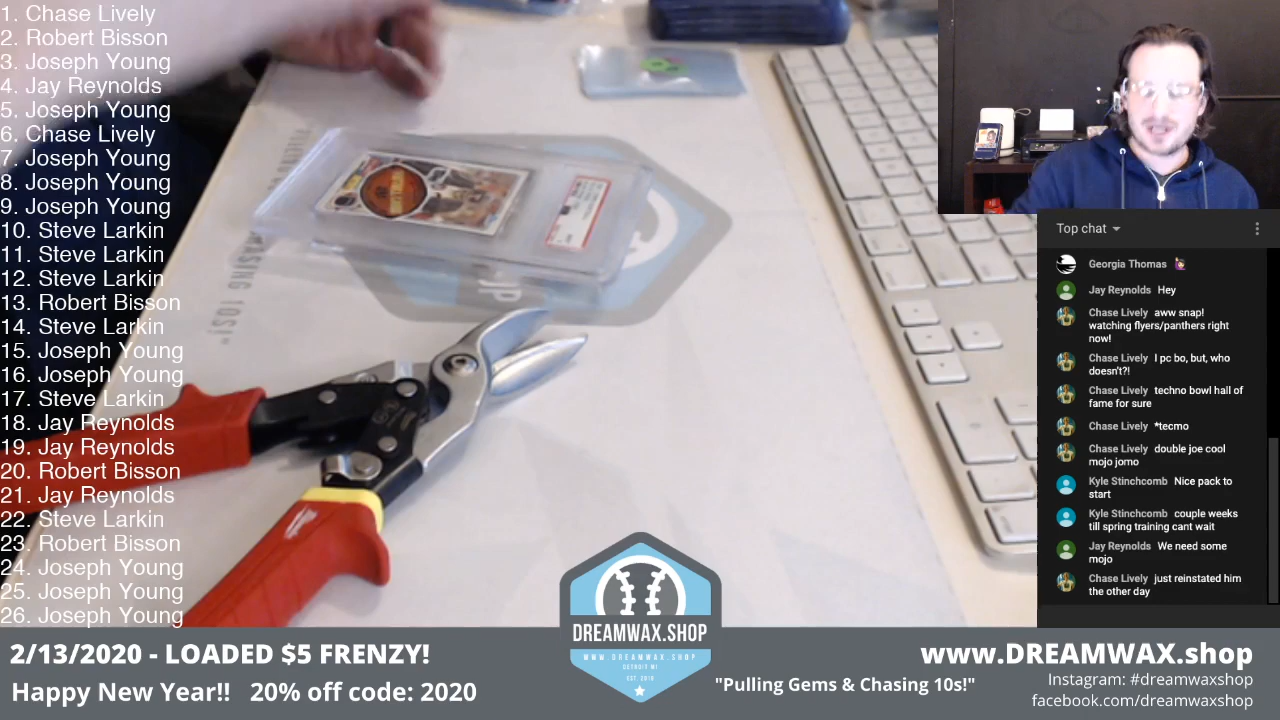 1. Chase Lively
2. Robert Bisson
3. Joseph Young
4. Jay Reynolds
5. Joseph Young
6. Chase Lively
7. Joseph Young
8. Joseph Young
9. Joseph Young
10. Steve Larkin
11. Steve Larkin
12. Steve Larkin
13. Robert Bisson
14. Steve Larkin
15. Joseph Young
16. Joseph Young
17. Steve Larkin
18. Jay Reynolds
19. Jay Reynolds
20. Robert Bisson
21. Jay Reynolds
22. Steve Larkin
23. Robert Bisson
24. Joseph Young
25. Joseph Young
26. Joseph Young
ASING 10S!"
Top chat
Georgia Thomas
Jay Reynolds Hey
Chase Lively aww snap!
watching flyers/panthers right
now!
Chase Lively I pc bo, but, who
doesn't?!
Chase Lively techno bowl hall of
fame for sure
Chase Lively *tecmo
Chase Lively double joe cool
mojo jomo
Kyle Stinchcomb Nice pack to
start
Kyle Stinchcomb couple weeks
till spring training cant wait
Jay Reynolds We need some
mojo
Chase Lively just reinstated him
the other day
DREAMWAX.SHOP
WWW.DREAMWAX.SHOP
DETROIT MI
EST. 2018
2/13/2020 - LOADED $5 FRENZY!
Happy New Year!! 20% off code: 2020
www.DREAMWAX.shop
"Pulling Gems & Chasing 10s!"
Instagram: #dreamwaxshop
facebook.com/dreamwaxshop